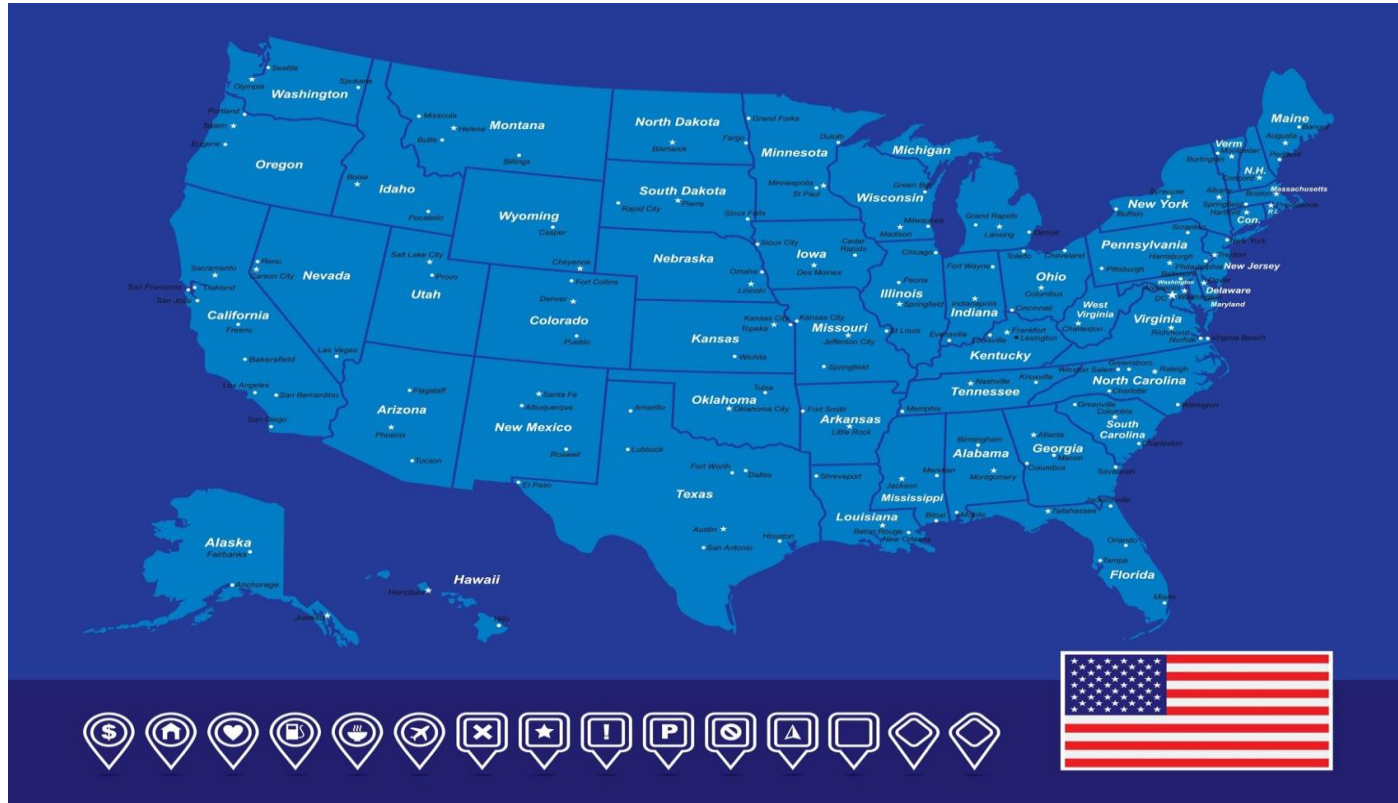 Seattle
Olympia
Spokane
Washington
Portland
Salem
Eugene
Oregon
Missoula
Helena
Montana
Butte
Billings
Boise
Idaho
Pocatello
Wyoming
Casper
Cheyenne
North Dakota
Bismarck
Fargo
Grand Forks
South Dakota
Pierre
Rapid City
Sioux Falls
Duluth
Minnesota
Minneapolis
St Paul
Michigan
Green Bay
Wisconsin
Milwaukee
Madison
Grand Rapids
Lansing
Detroit
Maine
Bangor
Augusta
Portland
Verm
Montpelier
Burlington
N.H.
Concord
Massachusetts
Boston
Albany
Springfield
Hartford
Providence
R.I.
Con.
Syracuse
New York
Buffalo
Reno
Carson City
Nevada
Sacramento
San Francisco
Oakland
San Jose
California
Fresno
Las Vegas
Bakersfield
Los Angeles
San Bernardino
San Diego
Salt Lake City
Provo
Utah
Fort Collins
Denver
Colorado
Pueblo
Nebraska
Omaha
Lincoln
Sioux City
Cedar
Rapids
Iowa
Des Moines
Chicago
Peoria
Illinois
Springfield
Fort Wayne
Indianapolis
Indiana
Evensville
Toledo
Cheveland
Ohio
Columbus
Cincinnati
Scranton
Pennsylvania
Harrsburgh
Pittsburgh
Philadelphia
New York
Trenton
New Jersey
Dover
Delaware
Maryland
Washington
DC
Washington
West
Virginia
Charleston
Virginia
Richmond
Norfolk
Virginia Beach
Kansas City
Kansas City
Topeka
Kansas
Wichita
Missouri
Jefferson City
St Louis
Springfield
Frenkfort
Louisville
Lexington
Kentucky
Nashville
Knoxville
Tennessee
Memphis
Greensboro
Winston Salem
Raleigh
North Carolina
Charlotte
Wilmington
Greenville
Columbia
South
Carolina
Charleston
Flagstaff
Arizona
Phoenix
Tucson
Santa Fe
Albuquerque
New Mexico
Roswell
Amarillo
Lubbock
El Paso
Tulsa
Oklahoma
Oklahoma City
Fort Smith
Arkansas
Little Rock
Fort Worth
Dallas
Texas
Austin
San Antonio
Houston
Shreveport
Louisiana
Baton Rouge
New Orleans
Meridian
Jackson
Mississippi
Biloxi
Birmingham
Alabama
Montgomery
Mobile
Atlanta
Georgia
Macon
Columbus
Savannah
Jacksonville
Tallahassee
Orlando
Tampa
Florida
Miami
Alaska
Fairbanks
Anchorage
Juneau
Hawaii
Honolulu
Hilo
$
!
P